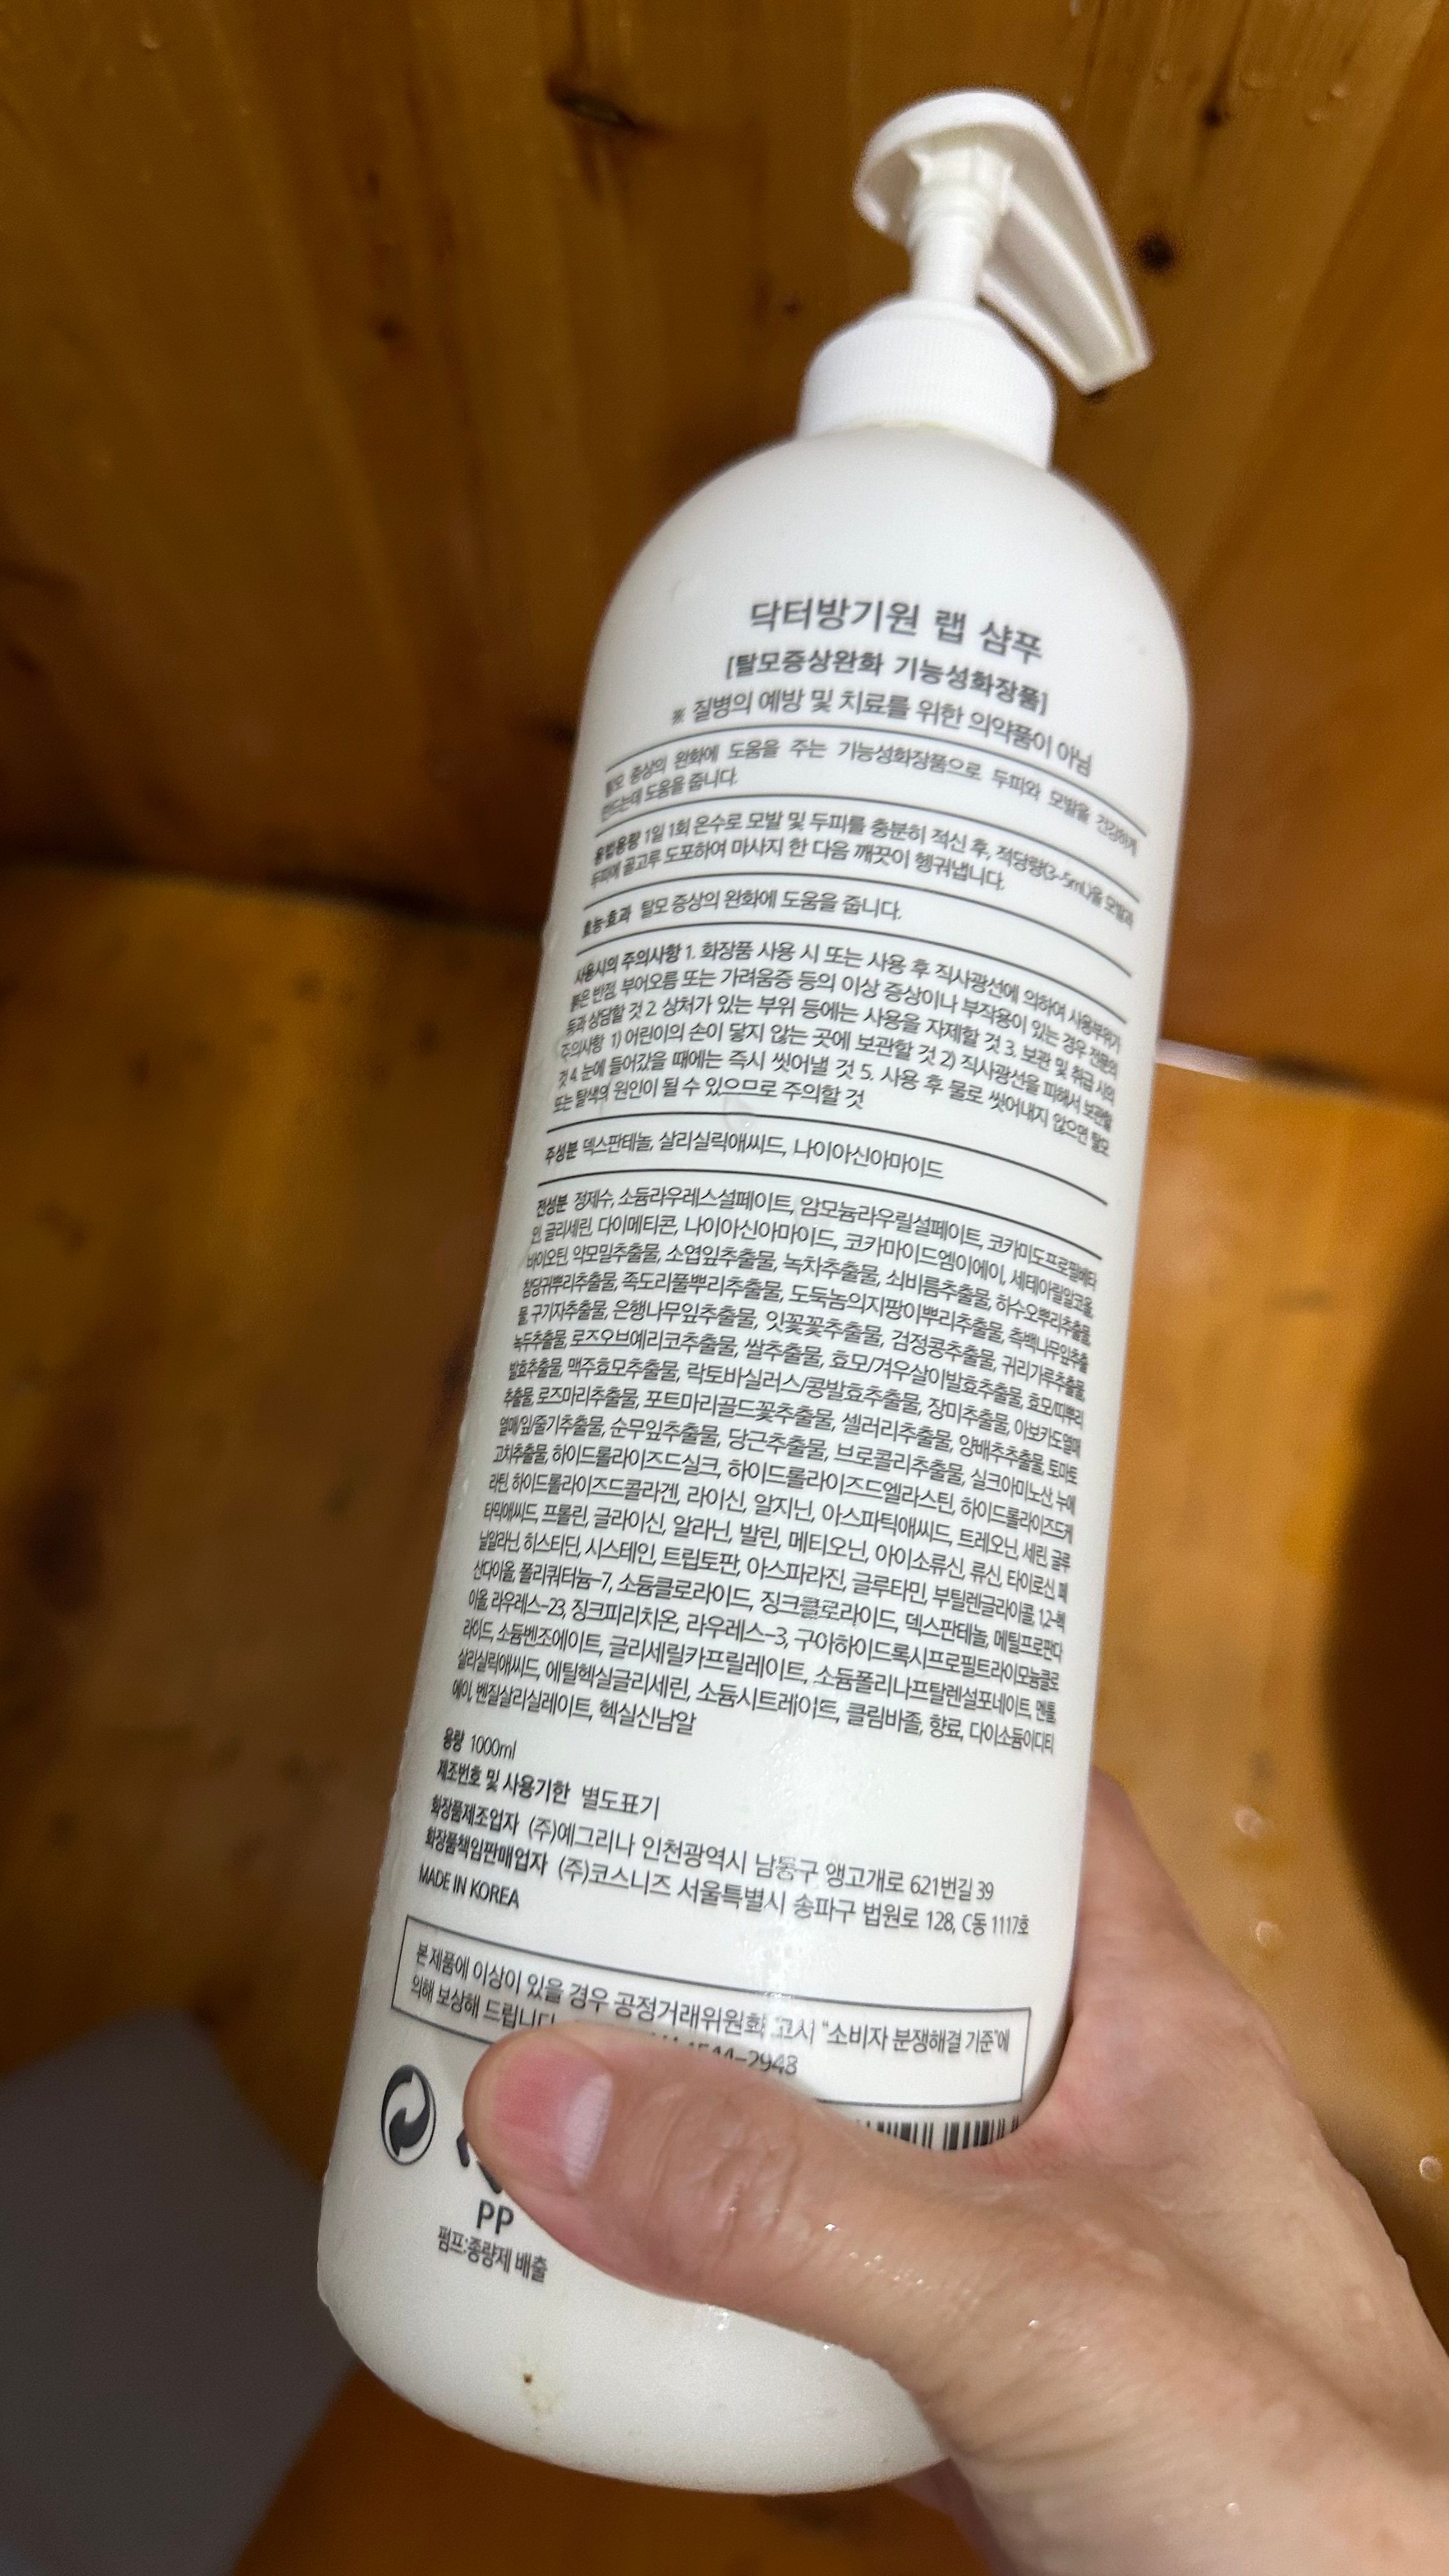 닥터방기원 랩 샴푸
[탈모증상완화 기능성화장품]
※ 질병의 예방 및 치료를 위한 의약품이 아님
탈모 증상의 완화에 도움을 주는 기능성화장품으로 두피와 모발을 건강하게
만드는데 도움을 줍니다.
용법용량 1일 1회 온수로 모발 및 두피를 충분히 적신 후, 적당량(3~5mL)을 모발과
두피에 골고루 도포하여 마사지 한 다음 깨끗이 헹궈냅니다.
효능·효과 탈모 증상의 완화에 도움을 줍니다.
사용시의 주의사항 1. 화장품 사용 시 또는 사용 후 직사광선에 의하여 사용부위가
붉은 반점, 부어오름 또는 가려움증 등의 이상 증상이나 부작용이 있는 경우 전문의
등과 상담할 것 2. 상처가 있는 부위 등에는 사용을 자제할 것 3. 보관 및 취급 시의
주의사항 1) 어린이의 손이 닿지 않는 곳에 보관할 것 2) 직사광선을 피해서 보관할
것 4. 눈에 들어갔을 때에는 즉시 씻어낼 것 5. 사용 후 물로 씻어내지 않으면 탈모
또는 탈색의 원인이 될 수 있으므로 주의할 것
주성분 덱스판테놀, 살리실릭애씨드, 나이아신아마이드
전성분 정제수, 소듐라우레스설페이트, 암모늄라우릴설페이트, 코카미도프로필베타
인, 글리세린, 다이메티콘, 나이아신아마이드, 코카마이드엠이에이, 세테아릴알코올,
바이오틴, 약모밀추출물, 소엽잎추출물, 녹차추출물, 쇠비름추출물, 하수오뿌리추출물,
참당귀뿌리추출물, 족도리풀뿌리추출물, 도둑놈의지팡이뿌리추출물, 측백나무잎추출
물, 구기자추출물, 은행나무잎추출물, 잇꽃꽃추출물, 검정콩추출물, 귀리가루추출물,
녹두추출물, 로즈오브예리코추출물, 쌀추출물, 효모/겨우살이발효추출물, 효모/띠뿌리
발효추출물, 맥주효모추출물, 락토바실러스/콩발효추출물, 장미추출물, 아보카도열매
추출물, 로즈마리추출물, 포트마리골드꽃추출물, 셀러리추출물, 양배추추출물, 토마토
열매/잎/줄기추출물, 순무잎추출물, 당근추출물, 브로콜리추출물, 실크아미노산, 누에
고치추출물, 하이드롤라이즈드실크, 하이드롤라이즈드엘라스틴, 하이드롤라이즈드케
라틴, 하이드롤라이즈드콜라겐, 라이신, 알지닌, 아스파틱애씨드, 트레오닌, 세린, 글루
타믹애씨드, 프롤린, 글라이신, 알라닌, 발린, 메티오닌, 아이소류신, 류신, 타이로신, 페
닐알라닌, 히스티딘, 시스테인, 트립토판, 아스파라진, 글루타민, 부틸렌글라이콜, 1,2-헥
산다이올, 폴리쿼터늄-7, 소듐클로라이드, 징크클로라이드, 덱스판테놀, 메틸프로판다
이올, 라우레스-23, 징크피리치온, 라우레스-3, 구아하이드록시프로필트라이모늄클로
라이드, 소듐벤조에이트, 글리세릴카프릴레이트, 소듐폴리나프탈렌설포네이트, 멘톨,
살리실릭애씨드, 에틸헥실글리세린, 소듐시트레이트, 클림바졸, 향료, 다이소듐이디티
에이, 벤질살리실레이트, 헥실신남알
용량 1000ml
제조번호 및 사용기한 별도표기
화장품제조업자 (주)에그리나 인천광역시 남동구 앵고개로 621번길 39
화장품책임판매업자 (주)코스니즈 서울특별시 송파구 법원로 128, C동 1117호
MADE IN KOREA
본 제품에 이상이 있을 경우 공정거래위원회 고시 "소비자 분쟁해결 기준"에
의해 보상해 드립니다 -2948
PP
펌프:종량제 배출